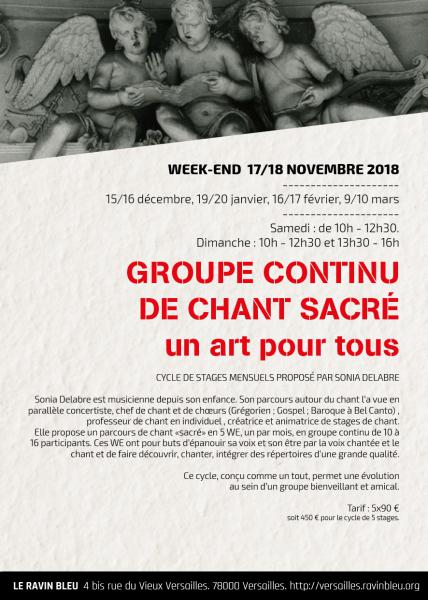 WEEK-END 17/18 NOVEMBRE 2018
---------------------
15/16 décembre, 19/20 janvier, 16/17 février, 9/10 mars
---------------------
Samedi : de 10h - 12h30.
Dimanche : 10h - 12h30 et 13h30 - 16h
GROUPE CONTINU
DE CHANT SACRÉ
un art pour tous
CYCLE DE STAGES MENSUELS PROPOSÉ PAR SONIA DELABRE
Sonia Delabre est musicienne depuis son enfance. Son parcours autour du chant l'a vue en
parallèle concertiste, chef de chant et de chœurs (Grégorien ; Gospel ; Baroque à Bel Canto) ,
professeur de chant en individuel , créatrice et animatrice de stages de chant.
Elle propose un parcours de chant «sacré» en 5 WE, un par mois, en groupe continu de 10 à
16 participants. Ces WE ont pour buts d'épanouir sa voix et son être par la voix chantée et le
chant et de faire découvrir, chanter, intégrer des répertoires d'une grande qualité.
Ce cycle, conçu comme un tout, permet une évolution
au sein d'un groupe bienveillant et amical.
Tarif : 5x90 €
soit 450 € pour le cycle de 5 stages.
LE RAVIN BLEU 4 bis rue du Vieux Versailles. 78000 Versailles. http://versailles.ravinbleu.org